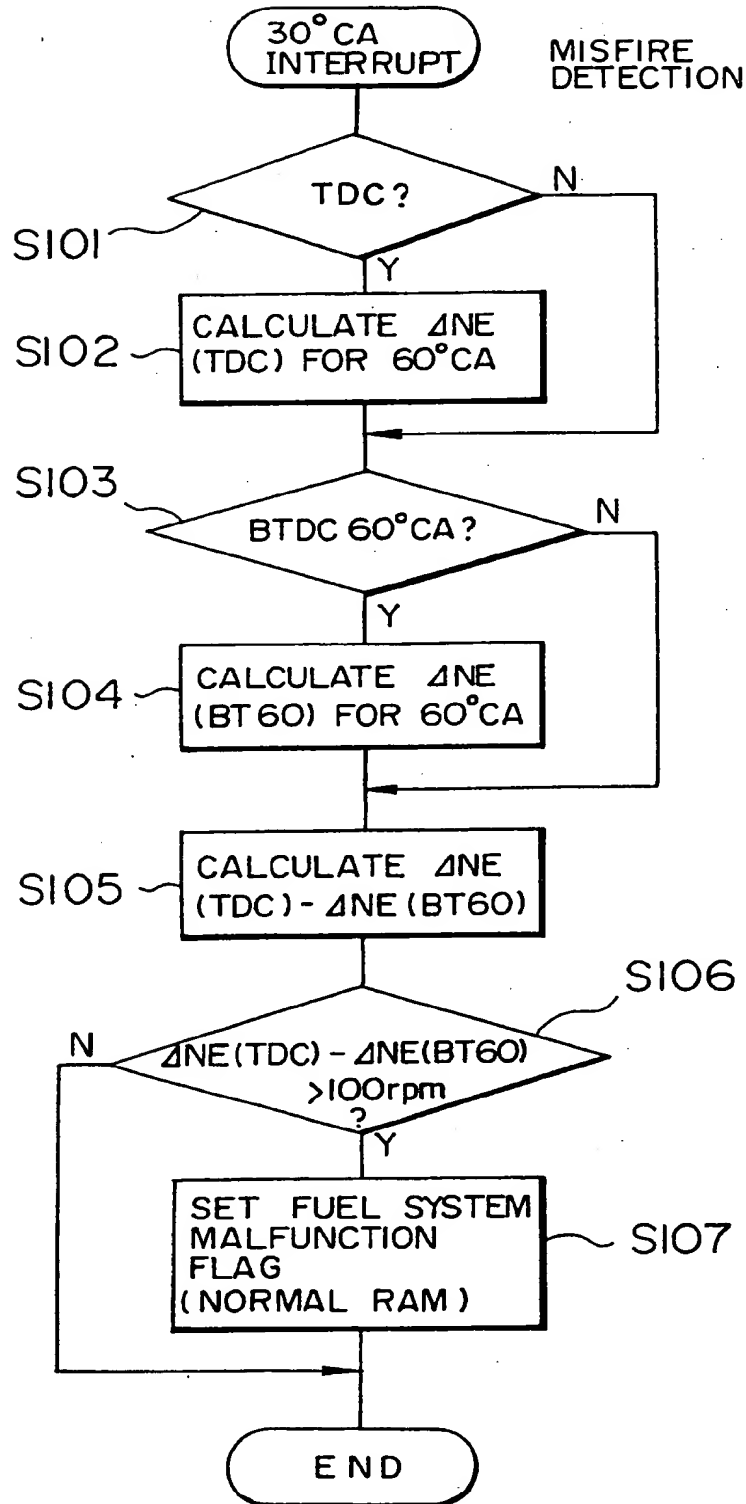 30°CA
INTERRUPT
MISFIRE
DETECTION
TDC?
N
S101
Y
CALCULATE ΔNE
(TDC) FOR 60°CA
S102
S103
BTDC 60°CA?
N
Y
CALCULATE ΔNE
(BT60) FOR 60°CA
S104
CALCULATE ΔNE
(TDC)-ΔNE(BT60)
S105
S106
N
ΔNE(TDC)-ΔNE(BT60)
>100rpm
?
Y
SET FUEL SYSTEM
MALFUNCTION
FLAG
(NORMAL RAM)
S107
END